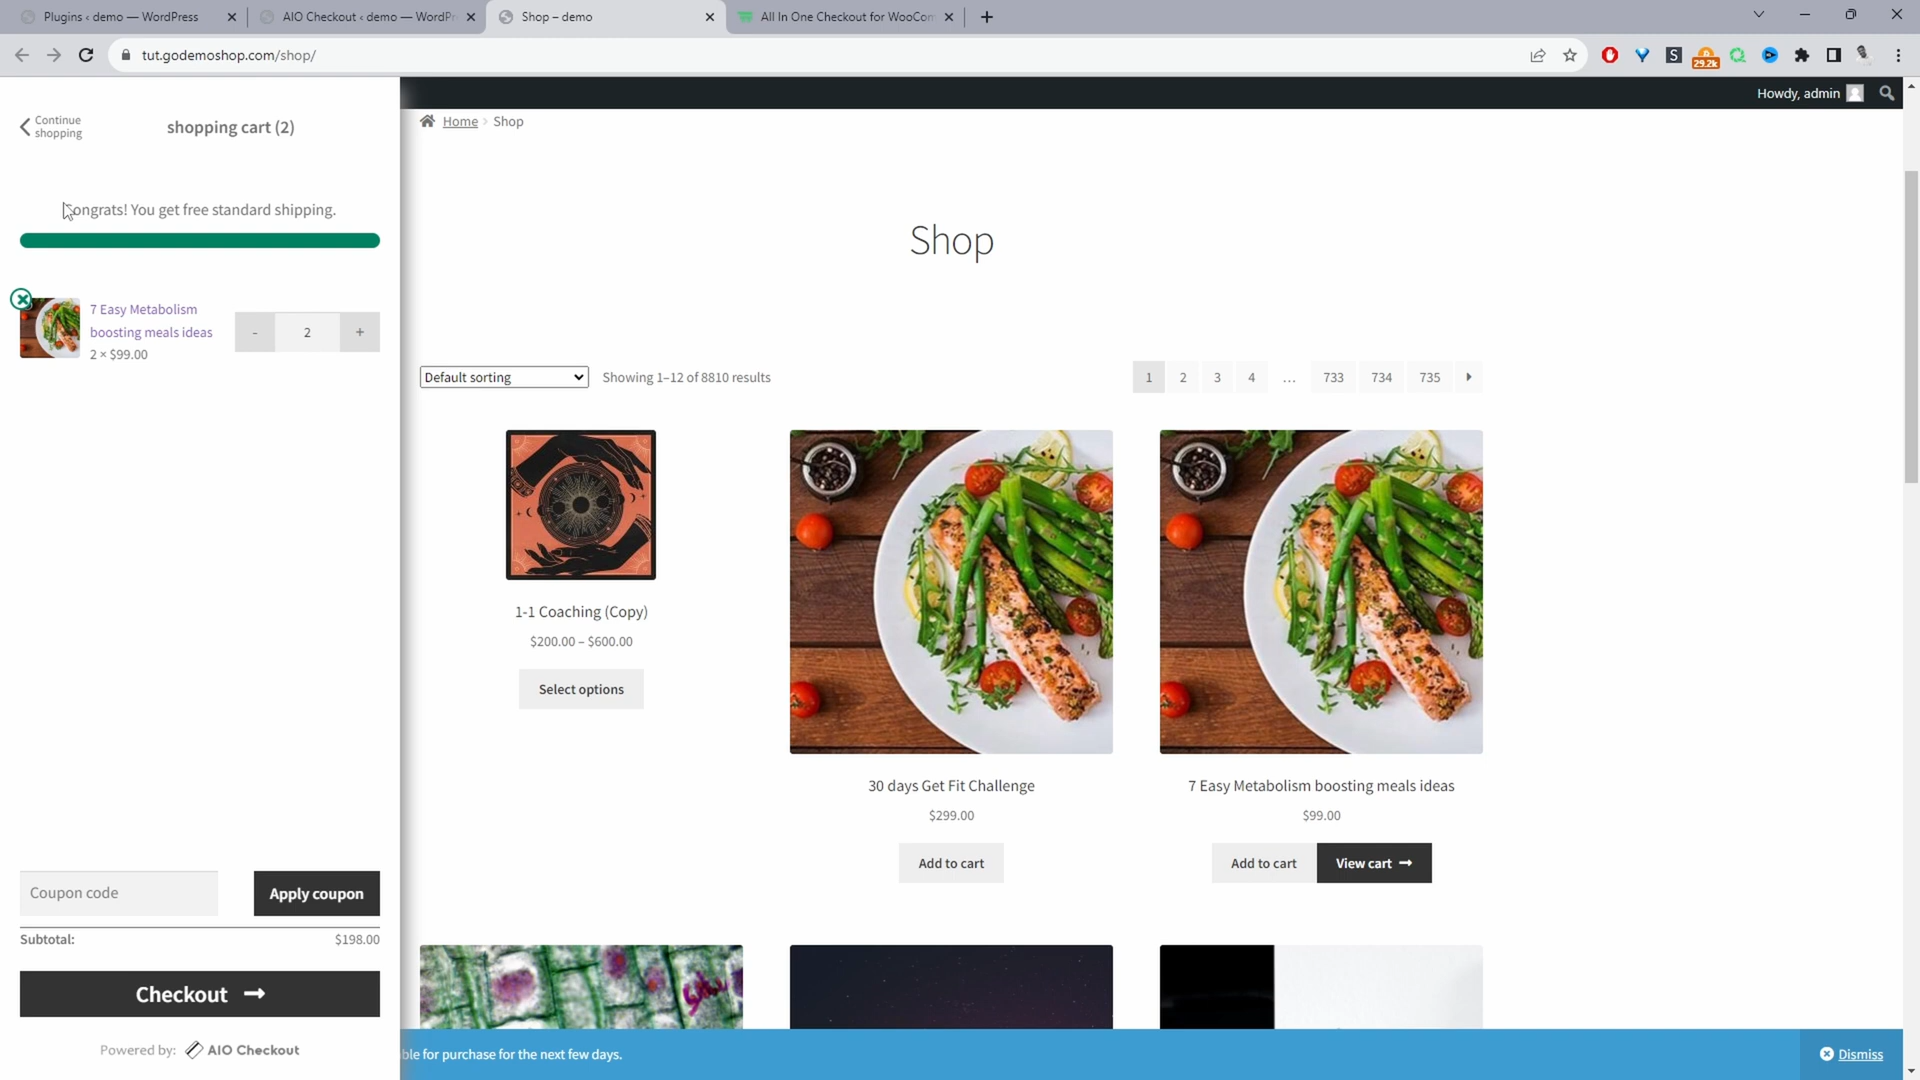 Plugins ‹ demo — WordPress
AIO Checkout ‹ demo — WordPr
Shop – demo
All In One Checkout for WooCom
tut.godemoshop.com/shop/
S
29.2k
Howdy, admin
Continue
shopping
shopping cart (2)
Congrats! You get free standard shipping.
7 Easy Metabolism
boosting meals ideas
2 × $99.00
- 2 +
Coupon code
Apply coupon
Subtotal: $198.00
Checkout
Powered by: AIO Checkout
Home › Shop
Shop
Default sorting
Showing 1–12 of 8810 results
1 2 3 4 … 733 734 735
1-1 Coaching (Copy)
$200.00 – $600.00
Select options
30 days Get Fit Challenge
$299.00
Add to cart
7 Easy Metabolism boosting meals ideas
$99.00
Add to cart
View cart
ble for purchase for the next few days.
Dismiss